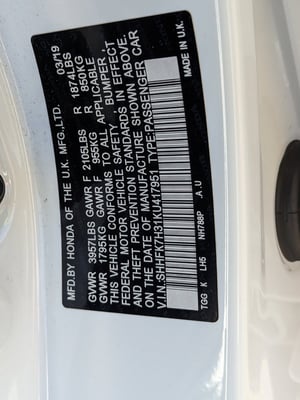 MFD.BY HONDA OF THE U.K. MFG.,LTD. 03/19
GVWR 3957LBS GAWR F 2105LBS R 1874LBS
GVWR 1795KG GAWR F 955KG R 850KG
THIS VEHICLE CONFORMS TO ALL APPLICABLE
FEDERAL MOTOR VEHICLE SAFETY, BUMPER,
AND THEFT PREVENTION STANDARDS IN EFFECT
ON THE DATE OF MANUFACTURE SHOWN ABOVE.
V.I.N.:SHHFK7H31KU417951 TYPE:PASSENGER CAR
TGG K LH5 NH788P A U